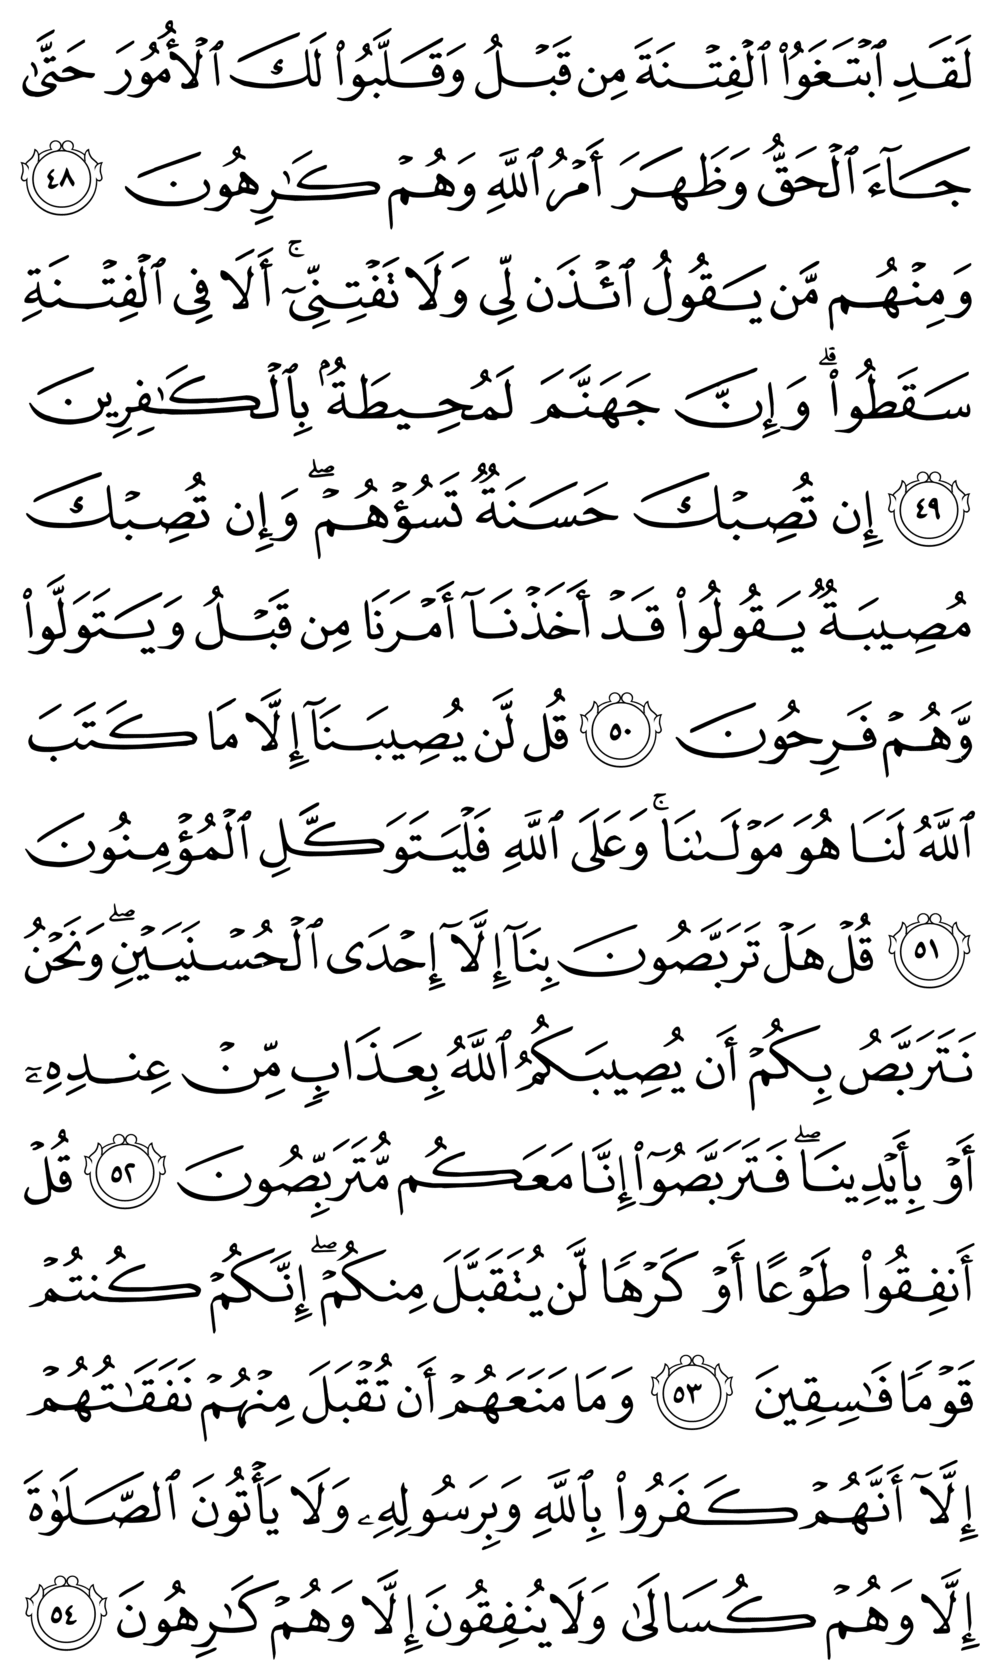 لَقَدِ ٱبۡتَغَوُاْ ٱلۡفِتۡنَةَ مِن قَبۡلُ وَقَلَّبُواْ لَكَ ٱلۡأُمُورَ حَتَّىٰ
جَآءَ ٱلۡحَقُّ وَظَهَرَ أَمۡرُ ٱللَّهِ وَهُمۡ كَٰرِهُونَ ٤٨
وَمِنۡهُم مَّن يَقُولُ ٱئۡذَن لِّي وَلَا تَفۡتِنِّيٓۚ أَلَا فِي ٱلۡفِتۡنَةِ
سَقَطُواْۗ وَإِنَّ جَهَنَّمَ لَمُحِيطَةُۢ بِٱلۡكَٰفِرِينَ
٤٩ إِن تُصِبۡكَ حَسَنَةٞ تَسُؤۡهُمۡۖ وَإِن تُصِبۡكَ
مُصِيبَةٞ يَقُولُواْ قَدۡ أَخَذۡنَآ أَمۡرَنَا مِن قَبۡلُ وَيَتَوَلَّواْ
وَّهُمۡ فَرِحُونَ ٥٠ قُل لَّن يُصِيبَنَآ إِلَّا مَا كَتَبَ
ٱللَّهُ لَنَا هُوَ مَوۡلَىٰنَاۚ وَعَلَى ٱللَّهِ فَلۡيَتَوَكَّلِ ٱلۡمُؤۡمِنُونَ
٥١ قُلۡ هَلۡ تَرَبَّصُونَ بِنَآ إِلَّآ إِحۡدَى ٱلۡحُسۡنَيَيۡنِۖ وَنَحۡنُ
نَتَرَبَّصُ بِكُمۡ أَن يُصِيبَكُمُ ٱللَّهُ بِعَذَابٖ مِّنۡ عِندِهِۦٓ
أَوۡ بِأَيۡدِينَاۖ فَتَرَبَّصُوٓاْ إِنَّا مَعَكُم مُّتَرَبِّصُونَ ٥٢ قُلۡ
أَنفِقُواْ طَوۡعًا أَوۡ كَرۡهٗا لَّن يُتَقَبَّلَ مِنكُمۡۖ إِنَّكُمۡ كُنتُمۡ
قَوۡمٗا فَٰسِقِينَ ٥٣ وَمَا مَنَعَهُمۡ أَن تُقۡبَلَ مِنۡهُمۡ نَفَقَٰتُهُمۡ
إِلَّآ أَنَّهُمۡ كَفَرُواْ بِٱللَّهِ وَبِرَسُولِهِۦ وَلَا يَأۡتُونَ ٱلصَّلَوٰةَ
إِلَّا وَهُمۡ كُسَالَىٰ وَلَا يُنفِقُونَ إِلَّا وَهُمۡ كَٰرِهُونَ ٥٤